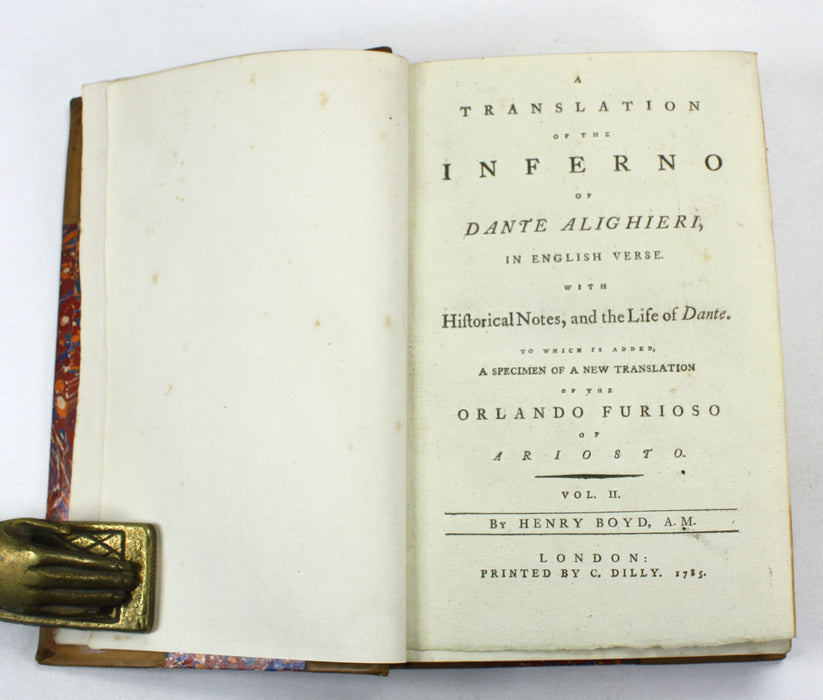 A
TRANSLATION
OF THE
INFERNO
OF
DANTE ALIGHIERI,
IN ENGLISH VERSE.
WITH
Hiſtorical Notes, and the Life of Dante.
TO WHICH IS ADDED,
A SPECIMEN OF A NEW TRANSLATION
OF THE
ORLANDO FURIOSO
OF
ARIOSTO.
VOL. II.
By HENRY BOYD, A.M.
LONDON:
PRINTED BY C. DILLY. 1785.